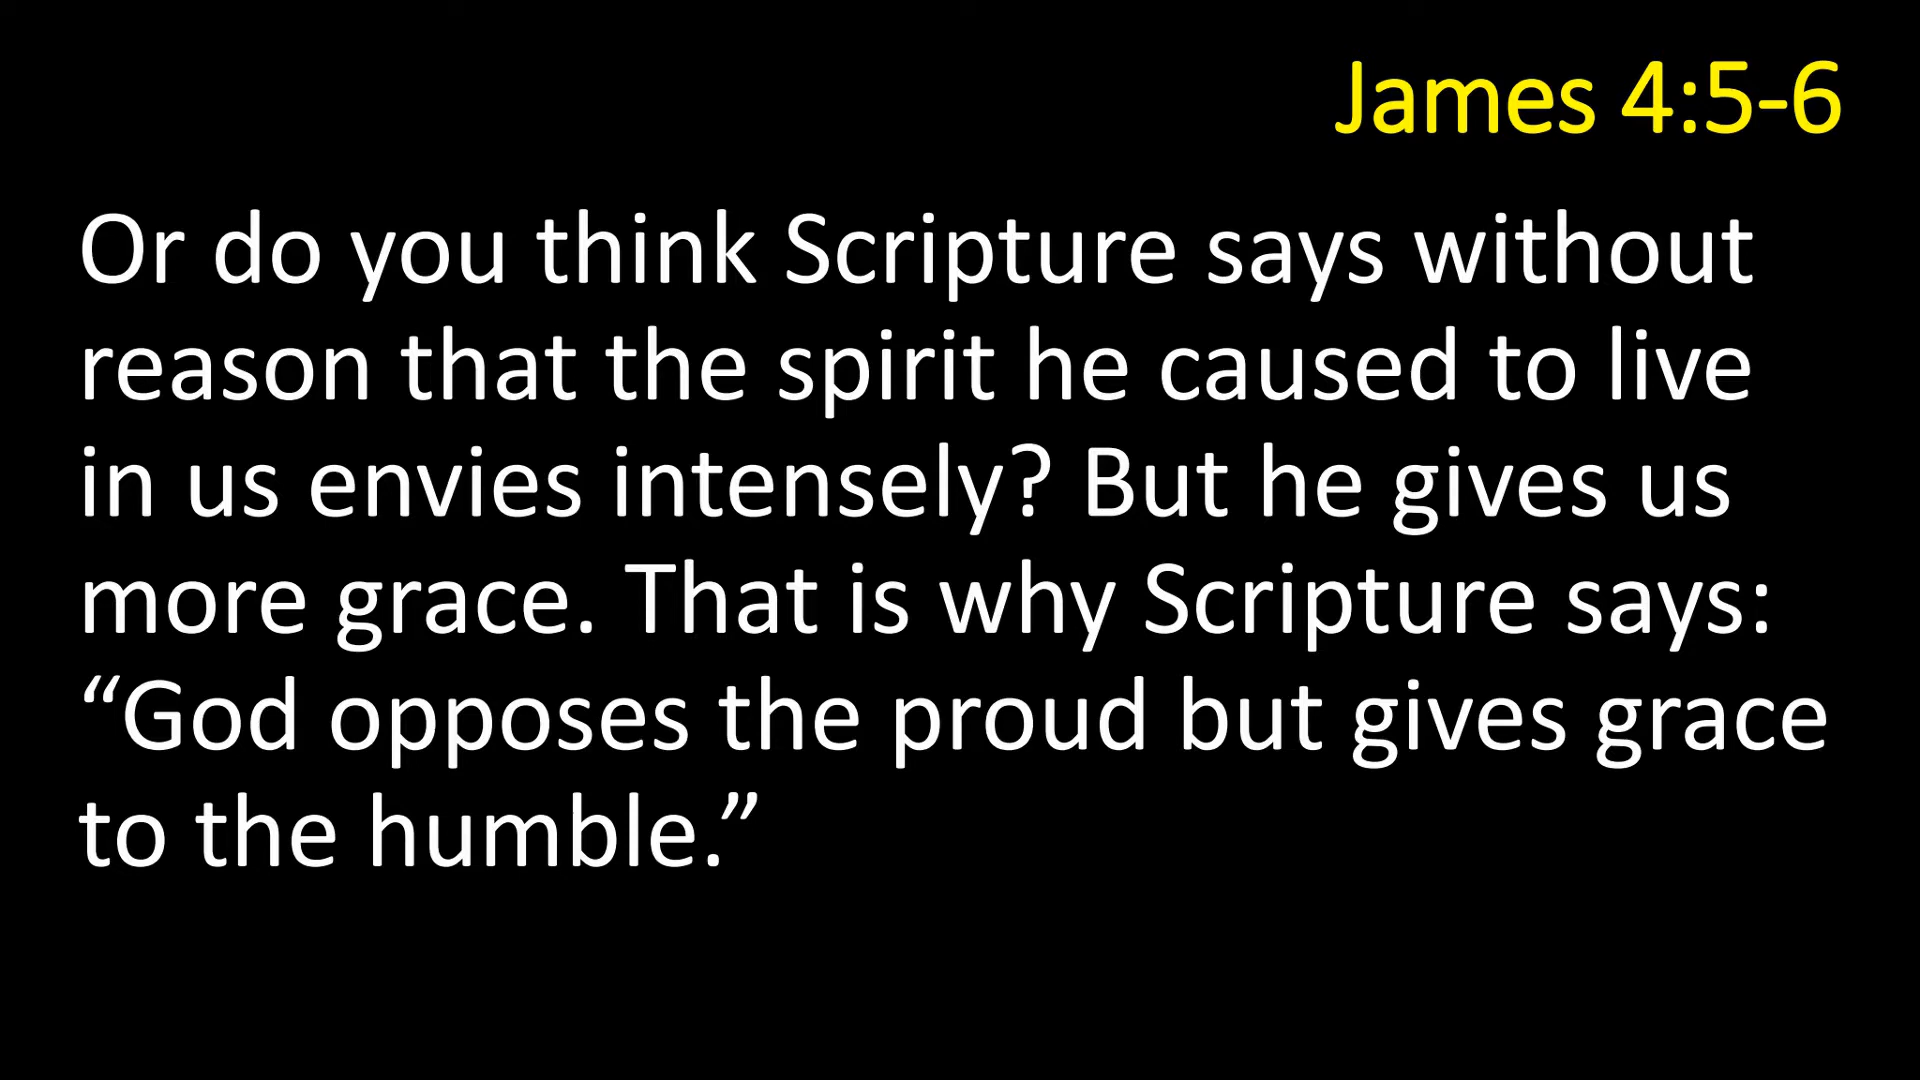 James 4:5-6
Or do you think Scripture says without
reason that the spirit he caused to live
in us envies intensely? But he gives us
more grace. That is why Scripture says:
“God opposes the proud but gives grace
to the humble.”